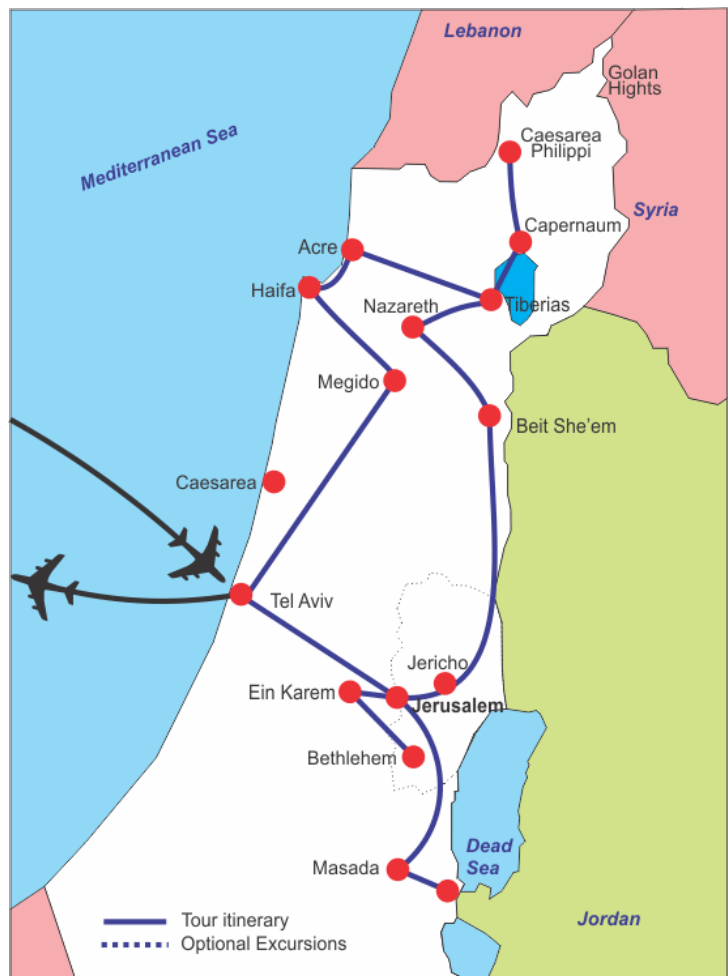 Lebanon
Golan
Hights
Mediterranean Sea
Caesarea
Philippi
Syria
Capernaum
Acre
Haifa
Nazareth
Tiberias
Megido
Beit She'em
Caesarea
Tel Aviv
Jericho
Ein Karem
Jerusalem
Bethlehem
Dead
Sea
Masada
Tour itinerary
Jordan
Optional Excursions